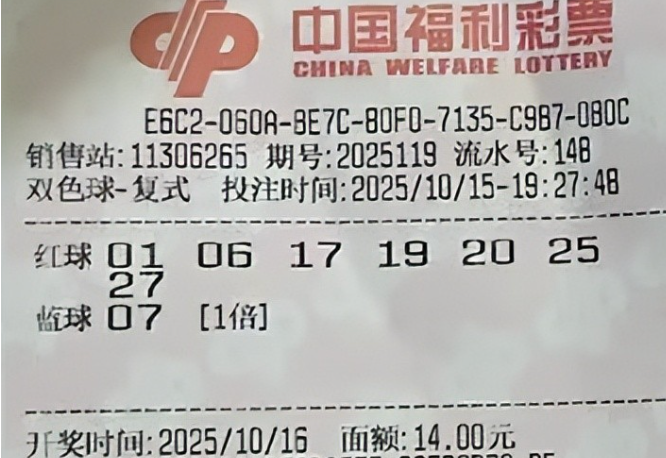 中国福利彩票
CHINA WELFARE LOTTERY
E6C2-060A-8E7C-80F0-7135-C9B7-080C
销售站:11306265 期号:2025119 流水号:148
双色球-复式 投注时间:2025/10/15-19:27:48
红球 01 06 17 19 20 25
27
蓝球 07 [1倍]
开奖时间:2025/10/16 面额:14.00元